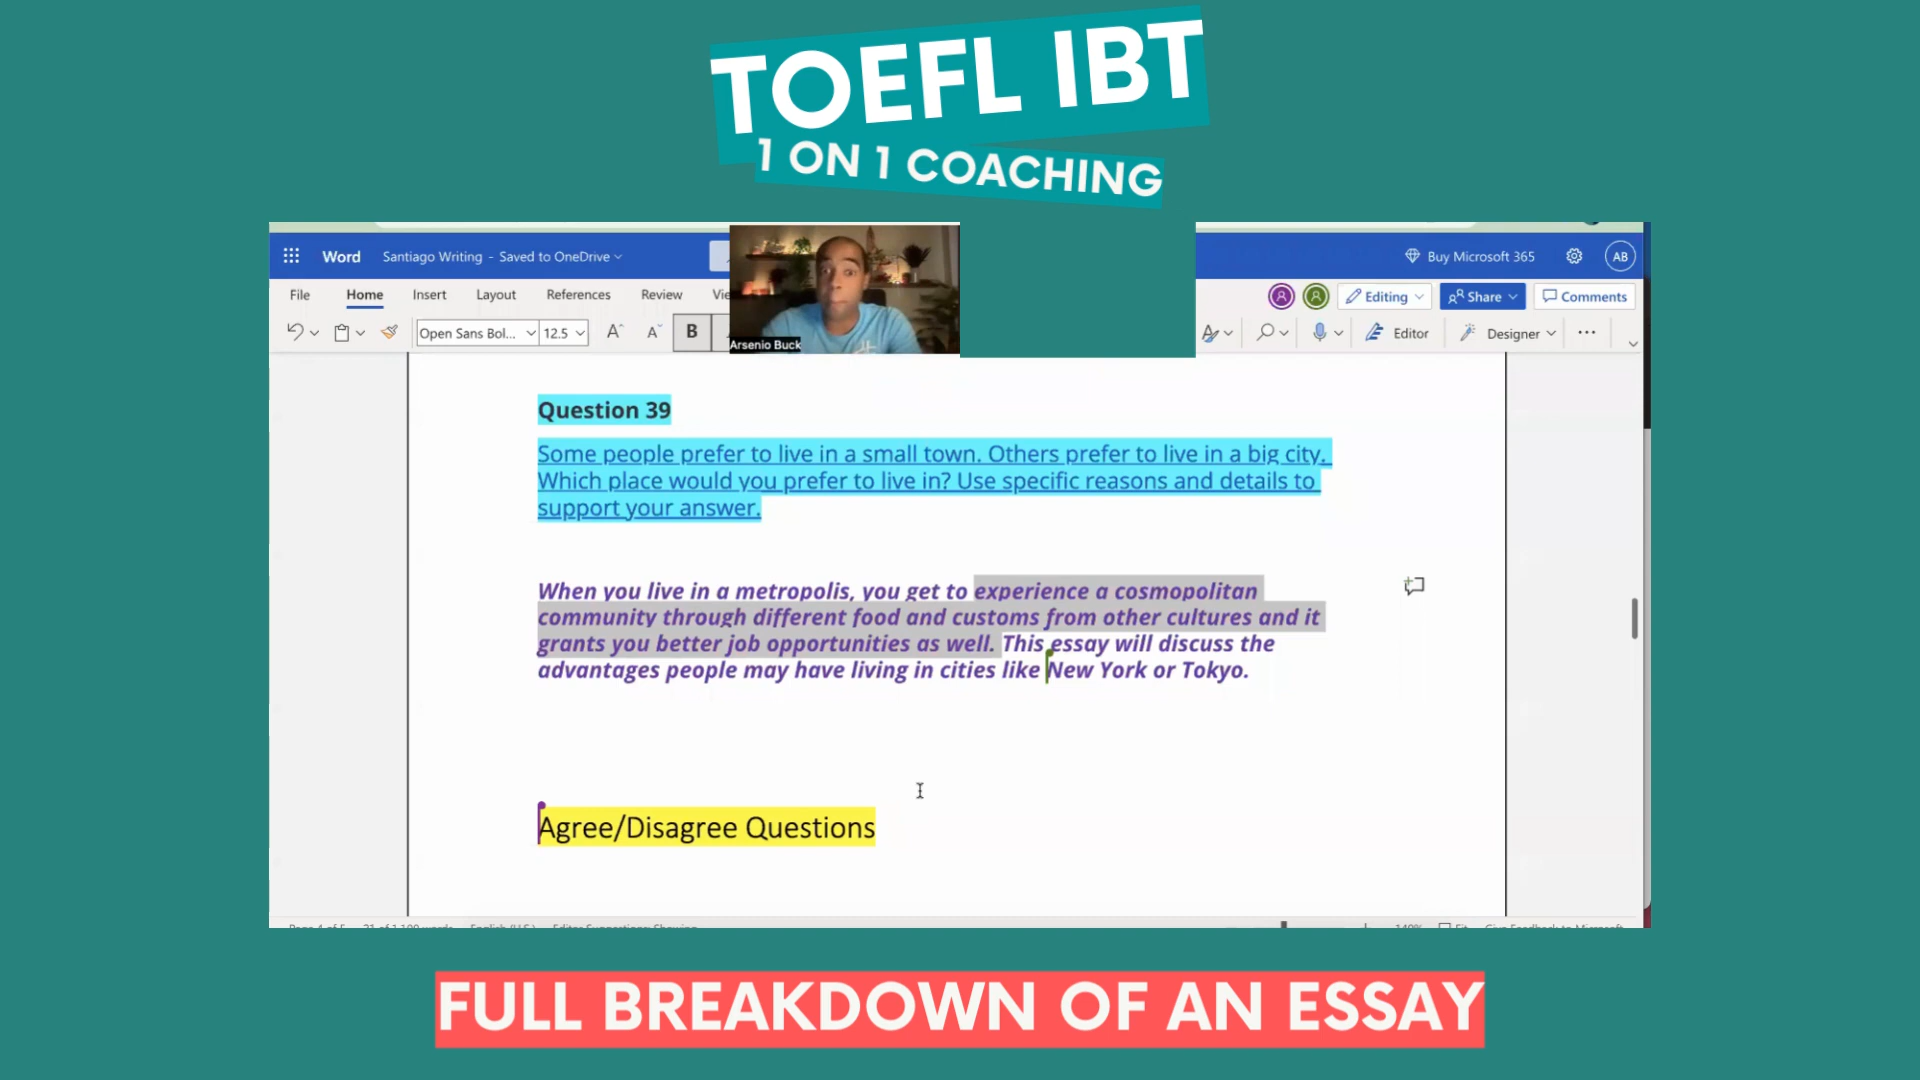 TOEFL IBT
1 ON 1 COACHING
Word
Santiago Writing - Saved to OneDrive
Buy Microsoft 365
AB
File
Home
Insert
Layout
References
Review
Editing
Share
Comments
Open Sans Bol...
12.5
B
Editor
Designer
Arsenio Buck
Question 39
Some people prefer to live in a small town. Others prefer to live in a big city.
Which place would you prefer to live in? Use specific reasons and details to
support your answer.
When you live in a metropolis, you get to experience a cosmopolitan
community through different food and customs from other cultures and it
grants you better job opportunities as well. This essay will discuss the
advantages people may have living in cities like New York or Tokyo.
Agree/Disagree Questions
FULL BREAKDOWN OF AN ESSAY